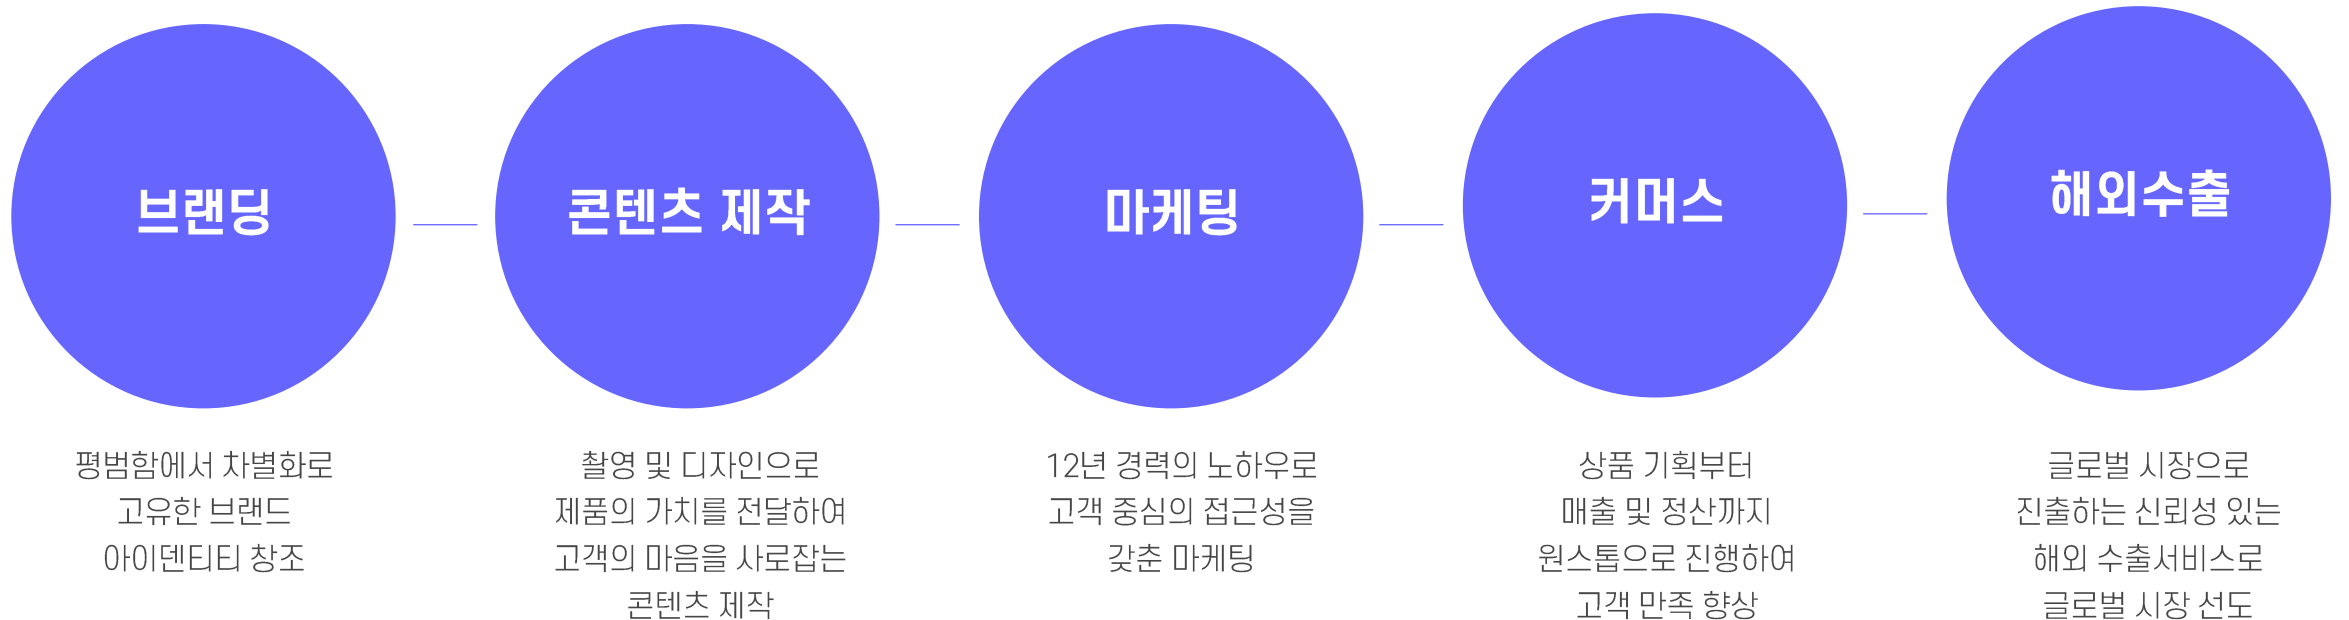 브랜딩
평범함에서 차별화로
고유한 브랜드
아이덴티티 창조
콘텐츠 제작
촬영 및 디자인으로
제품의 가치를 전달하여
고객의 마음을 사로잡는
콘텐츠 제작
마케팅
12년 경력의 노하우로
고객 중심의 접근성을
갖춘 마케팅
커머스
상품 기획부터
매출 및 정산까지
원스톱으로 진행하여
고객 만족 향상
해외수출
글로벌 시장으로
진출하는 신뢰성 있는
해외 수출서비스로
글로벌 시장 선도